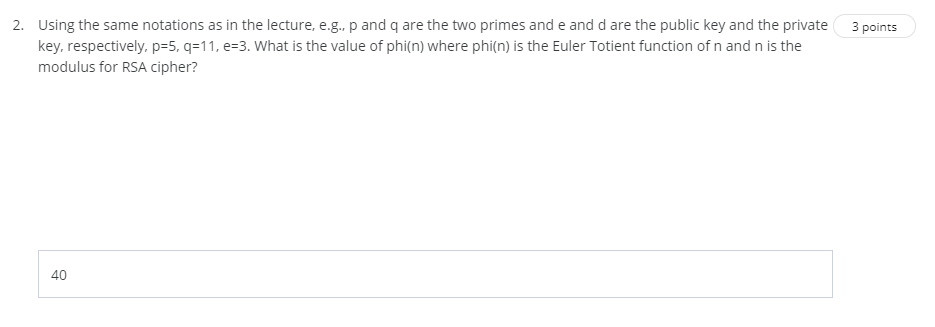 2. Using the same notations as in the lecture, e.g., p and q are the two primes and e and d are the public key and the private 3 points
key, respectively, p=5, q=11, e=3. What is the value of phi(n) where phi(n) is the Euler Totient function of n and n is the
modulus for RSA cipher?
40